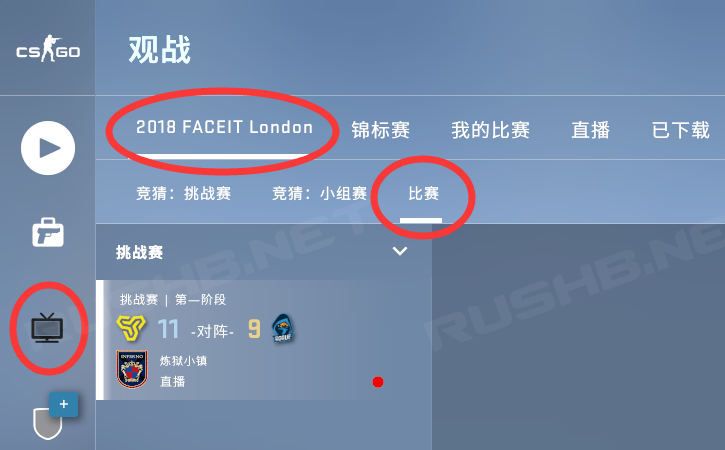 CS GO
观战
2018 FACEIT London 锦标赛 我的比赛 直播 已下载
竞猜：挑战赛 竞猜：小组赛 比赛
挑战赛
挑战赛 | 第一阶段
11 -对阵- 9
ROGUE
INFERNO
炼狱小镇
直播
+
RUSHB.NET
RUSHB.NET